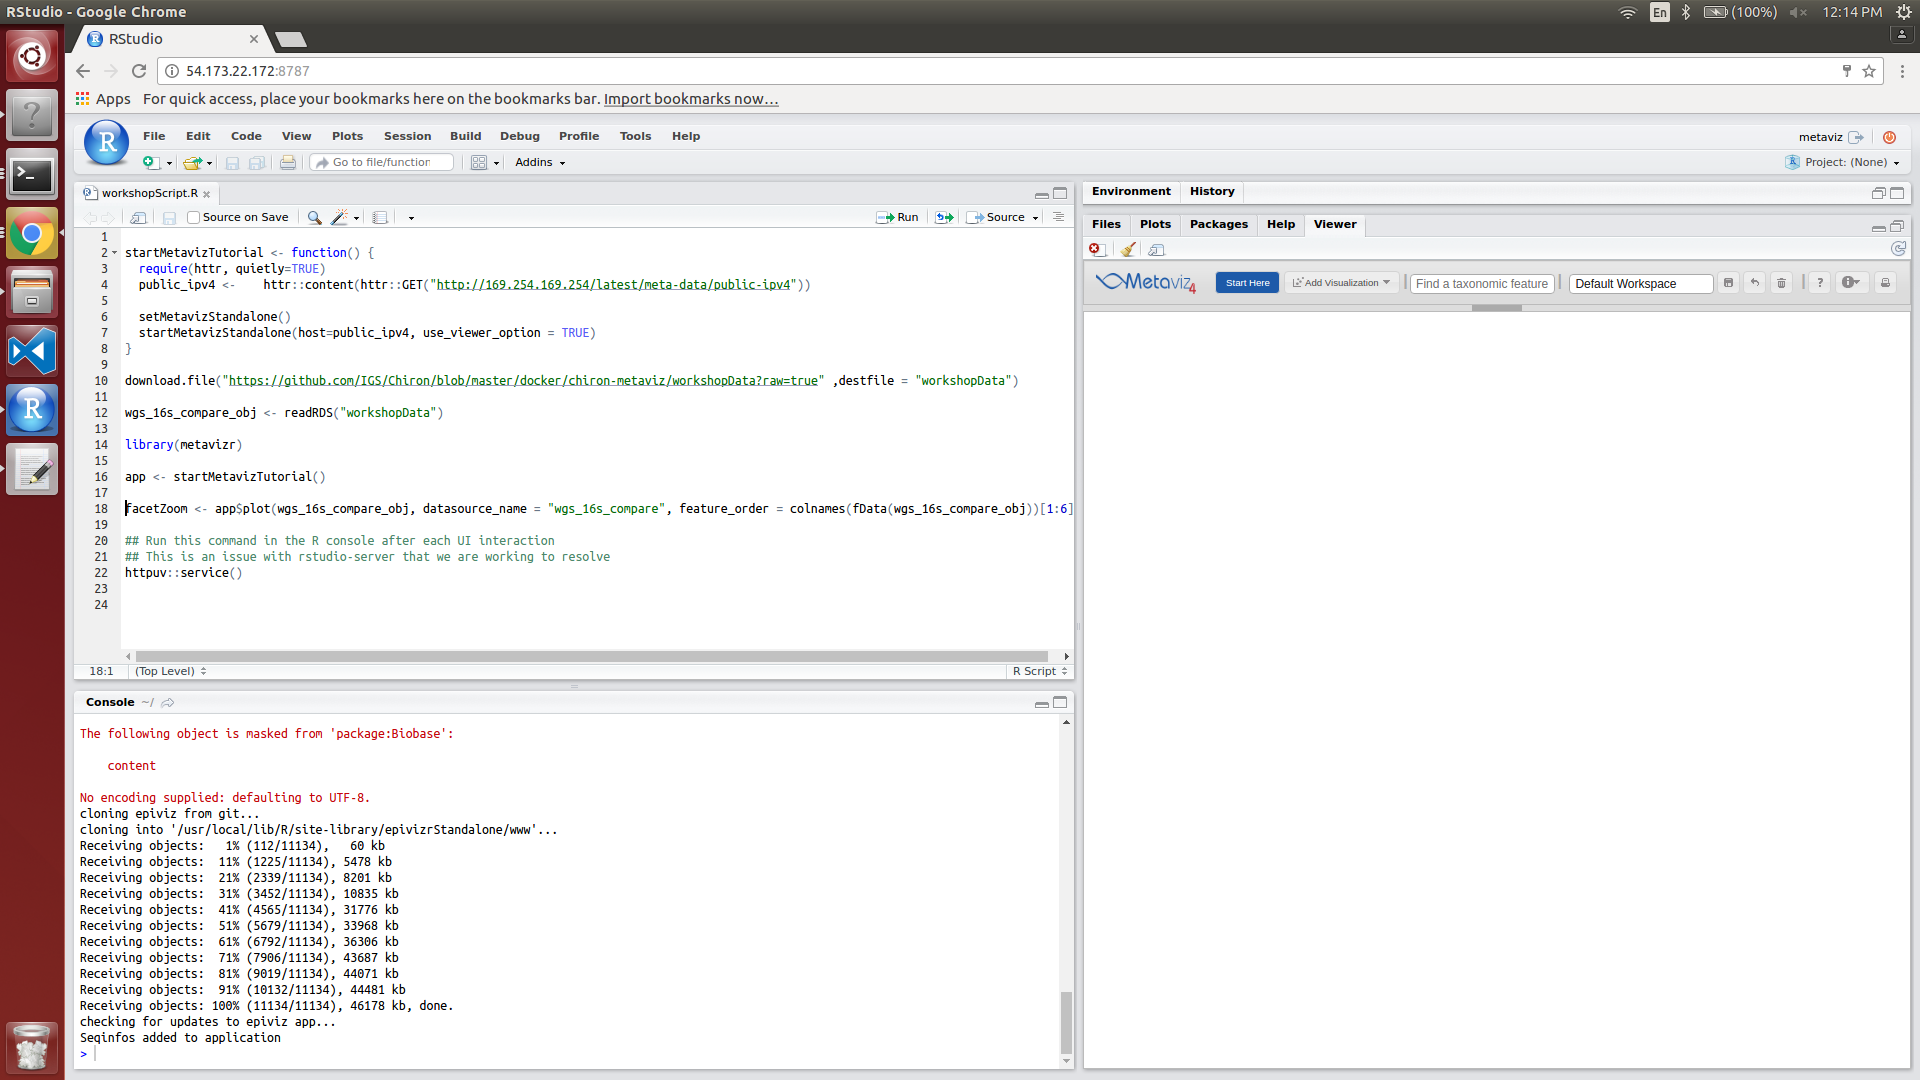 RStudio - Google Chrome
En
(100%)
12:14 PM
RStudio
54.173.22.172:8787
Apps For quick access, place your bookmarks here on the bookmarks bar. Import bookmarks now...
R
File Edit Code View Plots Session Build Debug Profile Tools Help
metaviz
Go to file/function
Addins
Project: (None)
workshopScript.R
Source on Save
Run
Source
1
2 startMetavizTutorial <- function() {
3 require(httr, quietly=TRUE)
4 public_ipv4 <- httr::content(httr::GET("http://169.254.169.254/latest/meta-data/public-ipv4"))
5
6 setMetavizStandalone()
7 startMetavizStandalone(host=public_ipv4, use_viewer_option = TRUE)
8 }
9
10 download.file("https://github.com/IGS/Chiron/blob/master/docker/chiron-metaviz/workshopData?raw=true" ,destfile = "workshopData")
11
12 wgs_16s_compare_obj <- readRDS("workshopData")
13
14 library(metavizr)
15
16 app <- startMetavizTutorial()
17
18 facetZoom <- app$plot(wgs_16s_compare_obj, datasource_name = "wgs_16s_compare", feature_order = colnames(fData(wgs_16s_compare_obj))[1:6]
19
20 ## Run this command in the R console after each UI interaction
21 ## This is an issue with rstudio-server that we are working to resolve
22 httpuv::service()
23
24
18:1 (Top Level)
R Script
Console ~/
The following object is masked from 'package:Biobase':
content
No encoding supplied: defaulting to UTF-8.
cloning epiviz from git...
cloning into '/usr/local/lib/R/site-library/epivizrStandalone/www'...
Receiving objects: 1% (112/11134), 60 kb
Receiving objects: 11% (1225/11134), 5478 kb
Receiving objects: 21% (2339/11134), 8201 kb
Receiving objects: 31% (3452/11134), 10835 kb
Receiving objects: 41% (4565/11134), 31776 kb
Receiving objects: 51% (5679/11134), 33968 kb
Receiving objects: 61% (6792/11134), 36306 kb
Receiving objects: 71% (7906/11134), 43687 kb
Receiving objects: 81% (9019/11134), 44071 kb
Receiving objects: 91% (10132/11134), 44481 kb
Receiving objects: 100% (11134/11134), 46178 kb, done.
checking for updates to epiviz app...
Seqinfos added to application
>
Environment History
Files Plots Packages Help Viewer
Metaviz 4
Start Here
Add Visualization
Find a taxonomic feature
Default Workspace
?